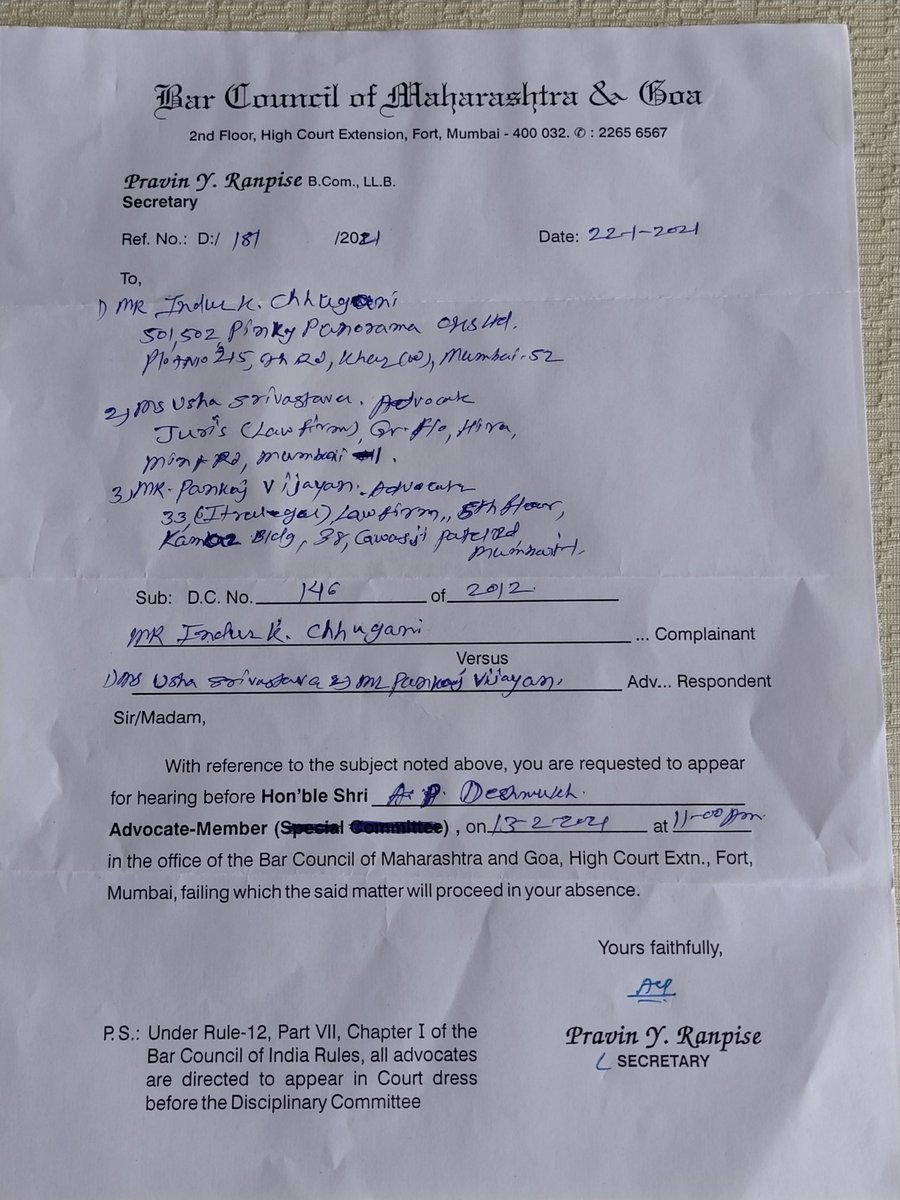 Bar Council of Maharashtra & Goa
2nd Floor, High Court Extension, Fort, Mumbai - 400 032. ✆ : 2265 6567
Pravin Y. Ranpise B.Com., LL.B.
Secretary
Ref. No.: D:/ 181 /2021 Date: 22-1-2021
To,
1) MR Indur K. Chhugani
501,502, Pinky Panorama CHS Ltd.
Plot No 215, Rd, Khar (W), Mumbai-52
2) Ms Usha Srivastava. Advocate
Juris (Law firm), Gr. Flo, Hira,
Mint Rd, Mumbai
3) MR. Pankaj Vijayan. Advocate
33 Law firm, 5th floor,
Bldg, 38, Cawasji Patel Rd
Mumbai
Sub: D.C. No. 146 of 2012
MR Indur K. Chhugani ... Complainant
Versus
1) Ms Usha Srivastava 2) Mr Pankaj Vijayan. Adv... Respondent
Sir/Madam,
With reference to the subject noted above, you are requested to appear
for hearing before Hon'ble Shri A. P. Deshmukh.
Advocate-Member (Special Committee) , on 13-2-2021 at 11-00 pm
in the office of the Bar Council of Maharashtra and Goa, High Court Extn., Fort,
Mumbai, failing which the said matter will proceed in your absence.
Yours faithfully,
Pravin Y. Ranpise
SECRETARY
P.S.: Under Rule-12, Part VII, Chapter I of the
Bar Council of India Rules, all advocates
are directed to appear in Court dress
before the Disciplinary Committee